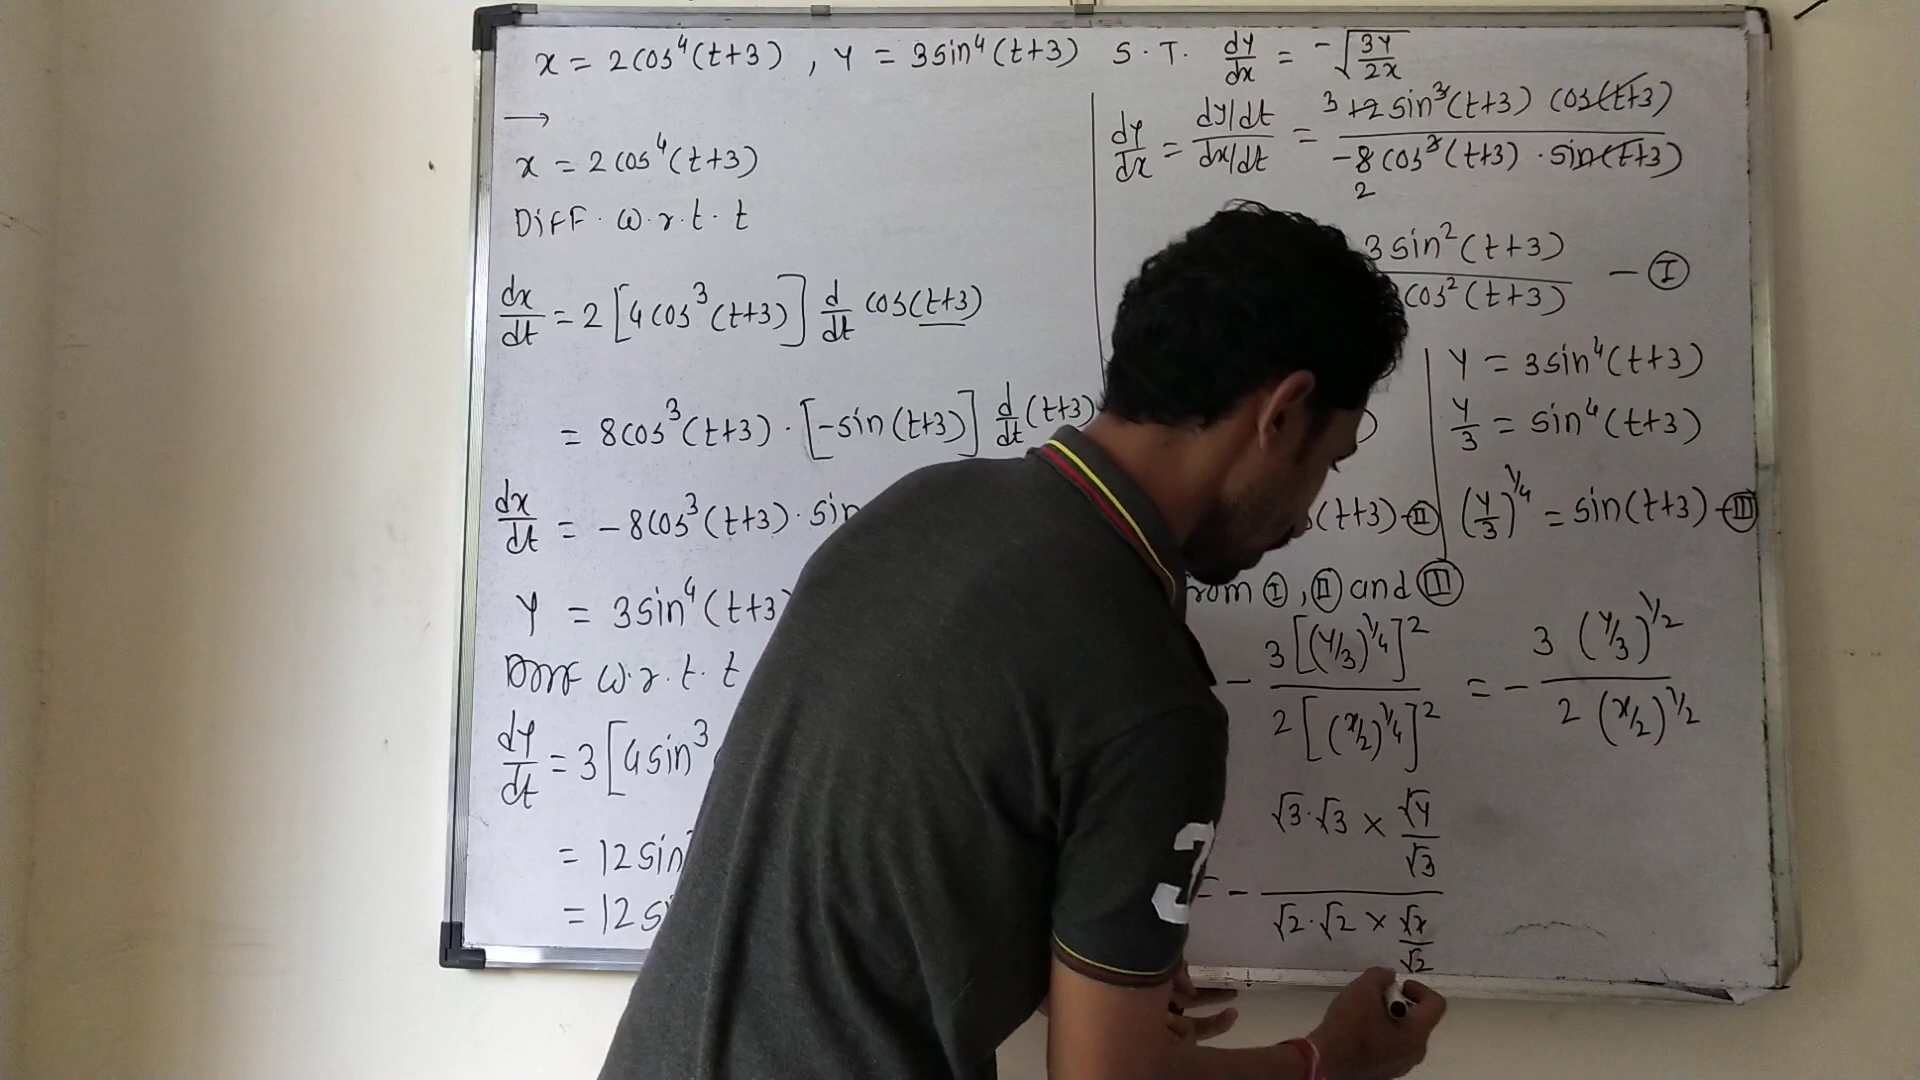 x = 2cos⁴(t+3) , y = 3sin⁴(t+3) S.T. dy/dx = -√(3y/2x)
→
x = 2cos⁴(t+3)
Diff. w.r.t. t
dx/dt = 2[4cos³(t+3)] d/dt cos(t+3)
= 8cos³(t+3) · [-sin(t+3)] d/dt (t+3)
dx/dt = -8cos³(t+3) · sin
y = 3sin⁴(t+3)
Diff w.r.t. t
dy/dt = 3[4sin³
= 12sin
= 12s
dy/dx = (dy/dt)/(dx/dt) = 3 12 sin³(t+3) cos(t+3) / -8 cos³(t+3) · sin(t+3)
2
3sin²(t+3) / cos²(t+3) - Ⓘ
)
(t+3) - Ⓘⓘ
y = 3sin⁴(t+3)
y/3 = sin⁴(t+3)
(y/3)^1/4 = sin(t+3) - III
rom I, II and III
- 3[(y/3)^1/4]² / 2[(x/2)^1/4]² = - 3(y/3)^1/2 / 2(x/2)^1/2
= - √3·√3 × √y/√3 / √2·√2 × √x/√2
3